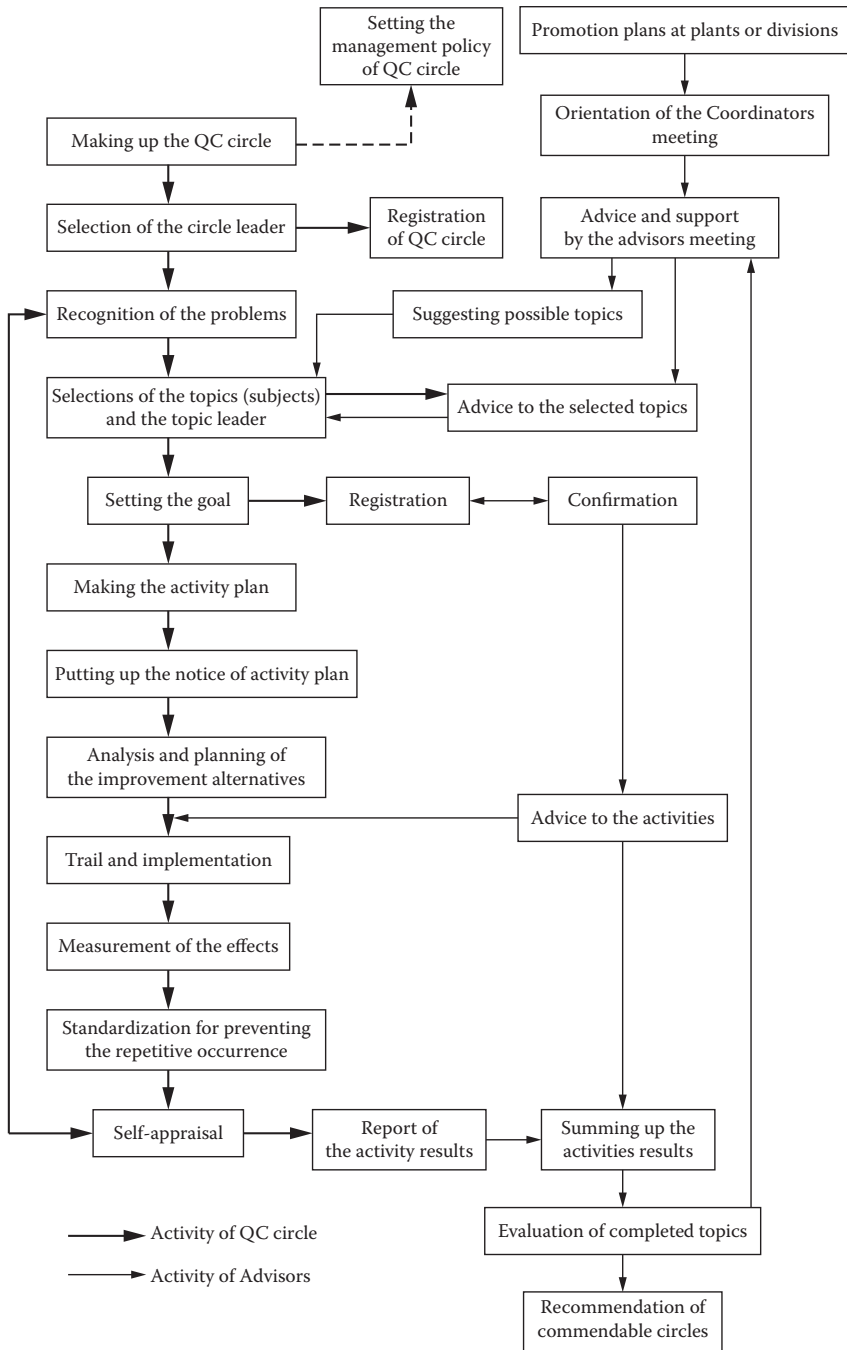 Setting the
management policy
of QC circle
Promotion plans at plants or divisions
Making up the QC circle
Orientation of the Coordinators
meeting
Selection of the circle leader
Registration
of QC circle
Advice and support
by the advisors meeting
Recognition of the problems
Suggesting possible topics
Selections of the topics (subjects)
and the topic leader
Advice to the selected topics
Setting the goal
Registration
Confirmation
Making the activity plan
Putting up the notice of activity plan
Analysis and planning of
the improvement alternatives
Advice to the activities
Trail and implementation
Measurement of the effects
Standardization for preventing
the repetitive occurrence
Self-appraisal
Report of
the activity results
Summing up the
activities results
Activity of QC circle
Evaluation of completed topics
Activity of Advisors
Recommendation of
commendable circles